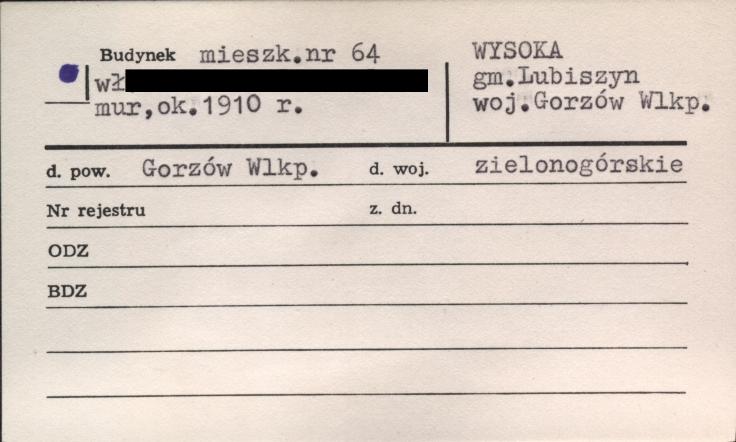 Budynek mieszk.nr 64
wł
mur,ok.1910 r.
WYSOKA
gm.Lubiszyn
woj.Gorzów Wlkp.
d. pow. Gorzów Wlkp. d. woj. zielonogórskie
Nr rejestru z. dn.
ODZ
BDZ